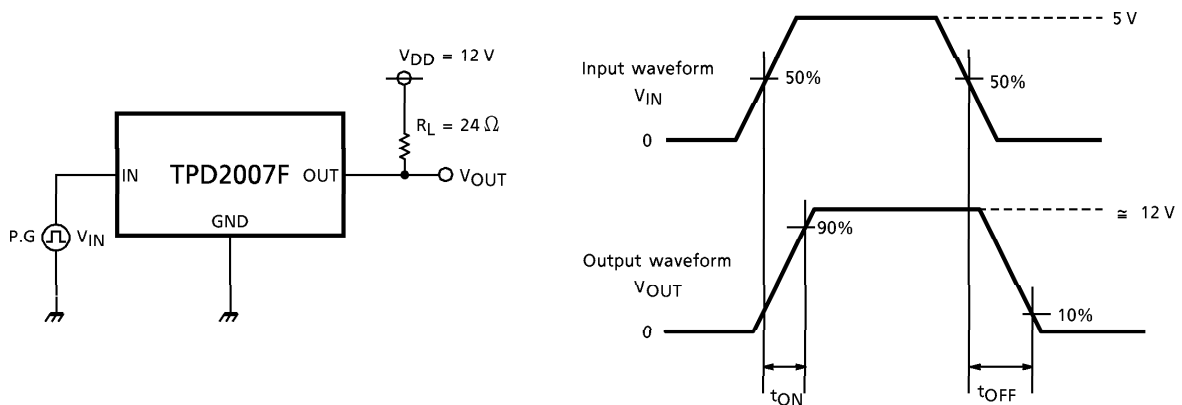 V_DD = 12 V
R_L = 24 Ω
IN TPD2007F OUT
V_OUT
GND
P.G V_IN
Input waveform
V_IN
0
50%
50%
5 V
Output waveform
V_OUT
0
90%
10%
≅ 12 V
t_ON
t_OFF